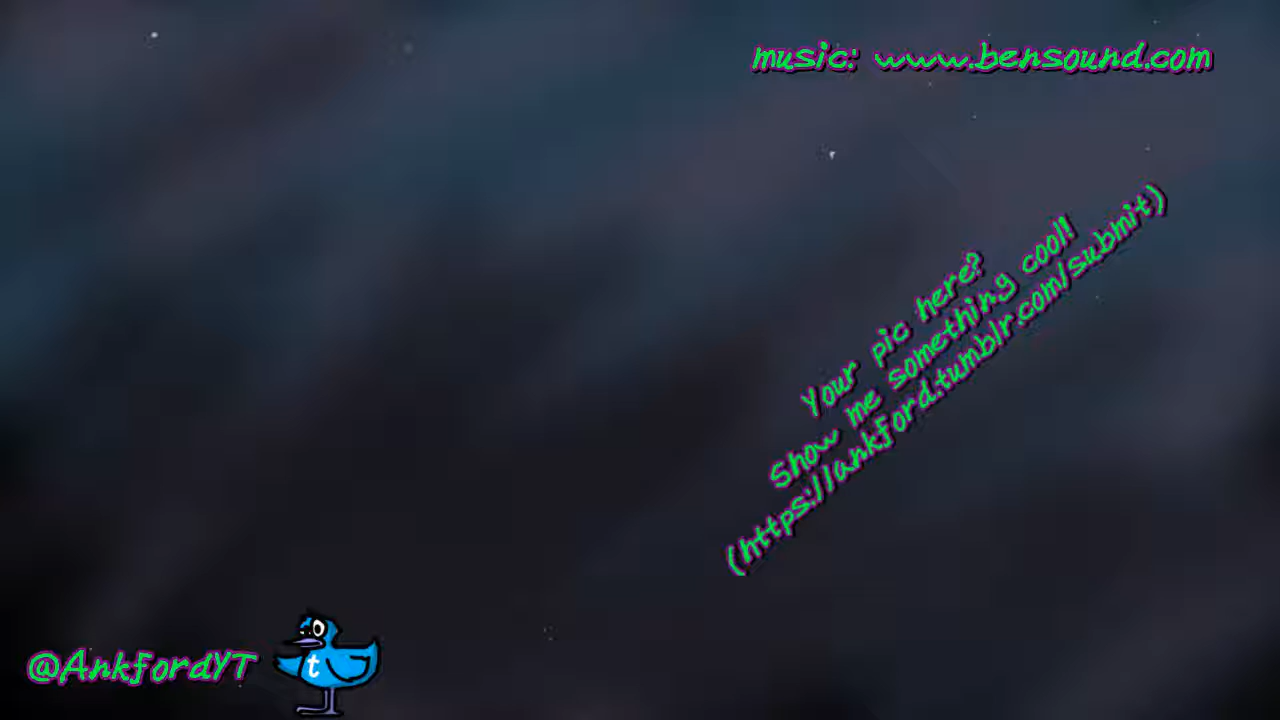 music: www.bensound.com
Your pic here?
Show me something cool!
(https://ankford.tumblr.com/submit)
@AnkfordYT
t